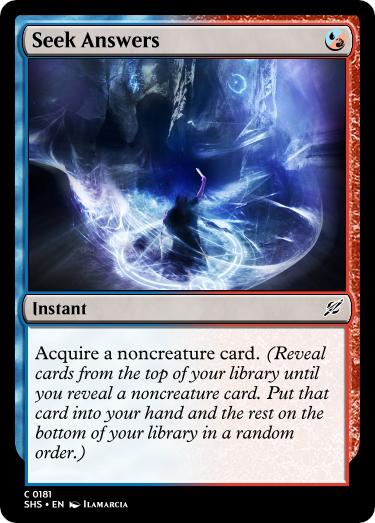 Seek Answers
Instant
Acquire a noncreature card. (Reveal
cards from the top of your library until
you reveal a noncreature card. Put that
card into your hand and the rest on the
bottom of your library in a random
order.)
C 0181
SHS • EN Ilamarcia